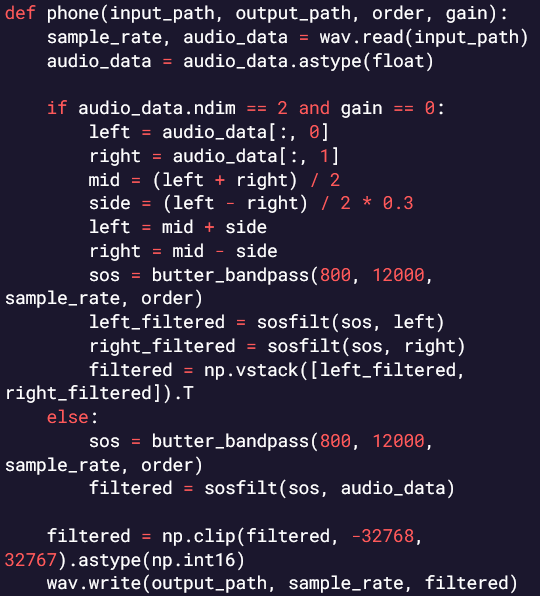 def phone(input_path, output_path, order, gain):
    sample_rate, audio_data = wav.read(input_path)
    audio_data = audio_data.astype(float)

    if audio_data.ndim == 2 and gain == 0:
        left = audio_data[:, 0]
        right = audio_data[:, 1]
        mid = (left + right) / 2
        side = (left - right) / 2 * 0.3
        left = mid + side
        right = mid - side
        sos = butter_bandpass(800, 12000,
sample_rate, order)
        left_filtered = sosfilt(sos, left)
        right_filtered = sosfilt(sos, right)
        filtered = np.vstack([left_filtered,
right_filtered]).T
    else:
        sos = butter_bandpass(800, 12000,
sample_rate, order)
        filtered = sosfilt(sos, audio_data)

    filtered = np.clip(filtered, -32768,
32767).astype(np.int16)
    wav.write(output_path, sample_rate, filtered)